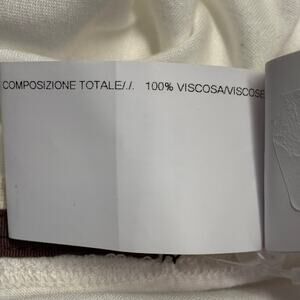 COMPOSIZIONE TOTALE/./. 100% VISCOSA/VISCOSE